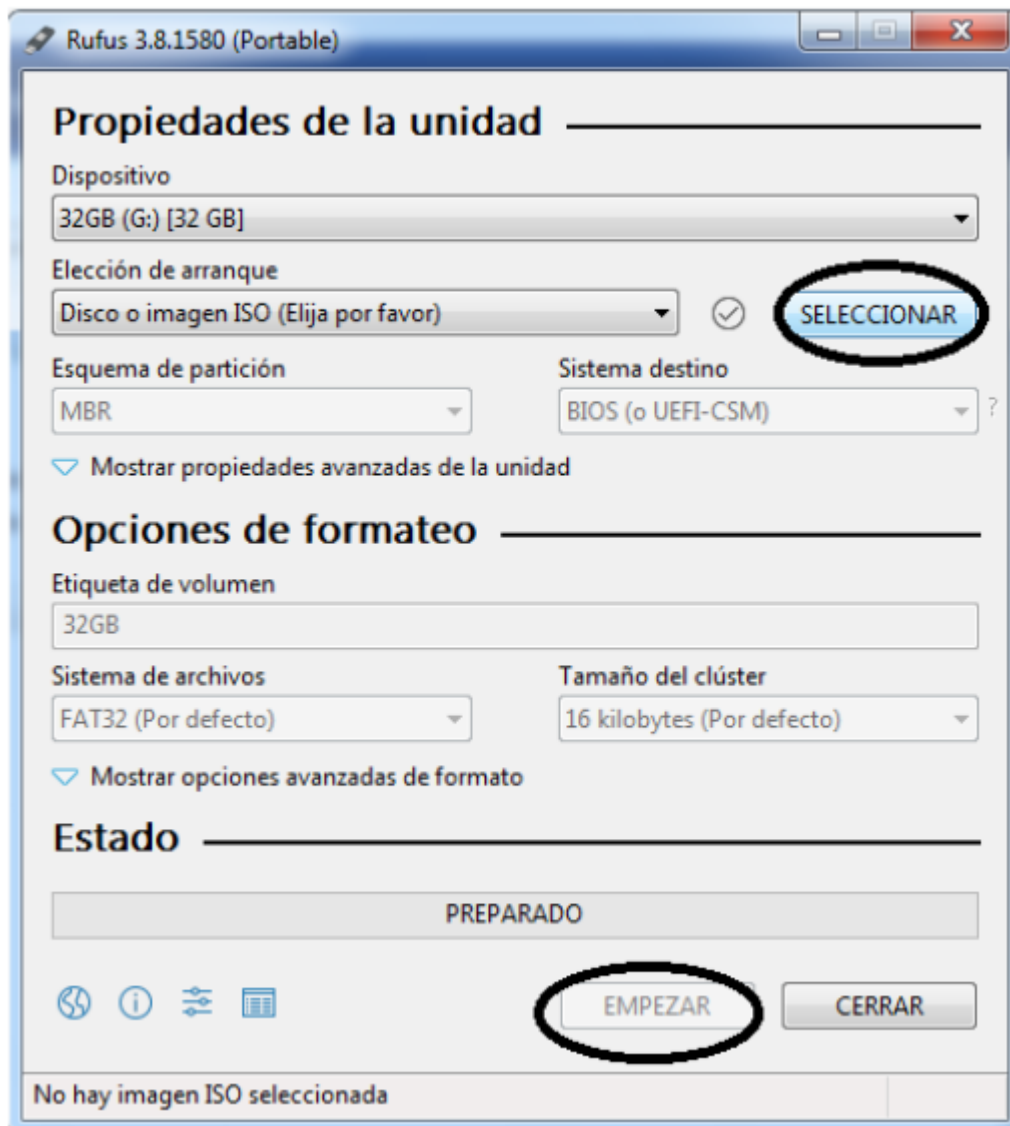 Rufus 3.8.1580 (Portable)
Propiedades de la unidad
Dispositivo
32GB (G:) [32 GB]
Elección de arranque
Disco o imagen ISO (Elija por favor)
SELECCIONAR
Esquema de partición
Sistema destino
MBR
BIOS (o UEFI-CSM)
?
Mostrar propiedades avanzadas de la unidad
Opciones de formateo
Etiqueta de volumen
32GB
Sistema de archivos
Tamaño del clúster
FAT32 (Por defecto)
16 kilobytes (Por defecto)
Mostrar opciones avanzadas de formato
Estado
PREPARADO
EMPEZAR
CERRAR
No hay imagen ISO seleccionada